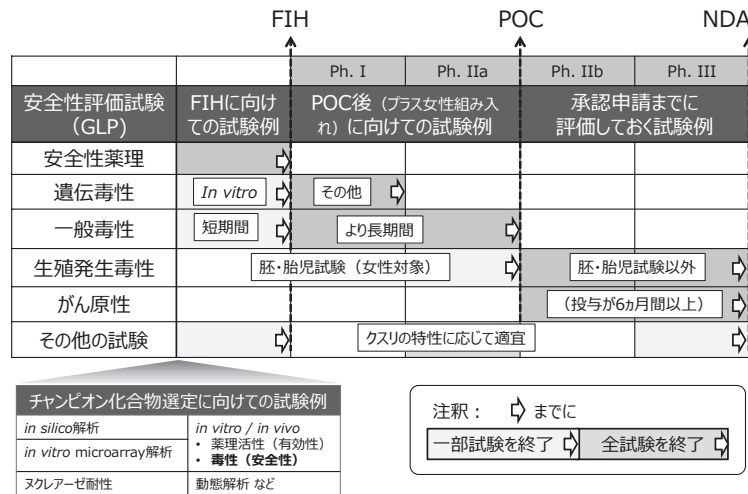 FIH POC NDA
Ph. I Ph. IIa Ph. IIb Ph. III
安全性評価試験
（GLP）
FIHに向け
ての試験例
POC後（プラス女性組み入
れ）に向けての試験例
承認申請までに
評価しておく試験例
安全性薬理
遺伝毒性 In vitro その他
一般毒性 短期間 より長期間
生殖発生毒性 胚・胎児試験（女性対象） 胚・胎児試験以外
がん原性 （投与が6ヵ月間以上）
その他の試験 クスリの特性に応じて適宜
チャンピオン化合物選定に向けての試験例
in silico解析
in vitro microarray解析
ヌクレアーゼ耐性
in vitro / in vivo
• 薬理活性（有効性）
• 毒性（安全性）
動態解析 など
注釈： までに
一部試験を終了 全試験を終了